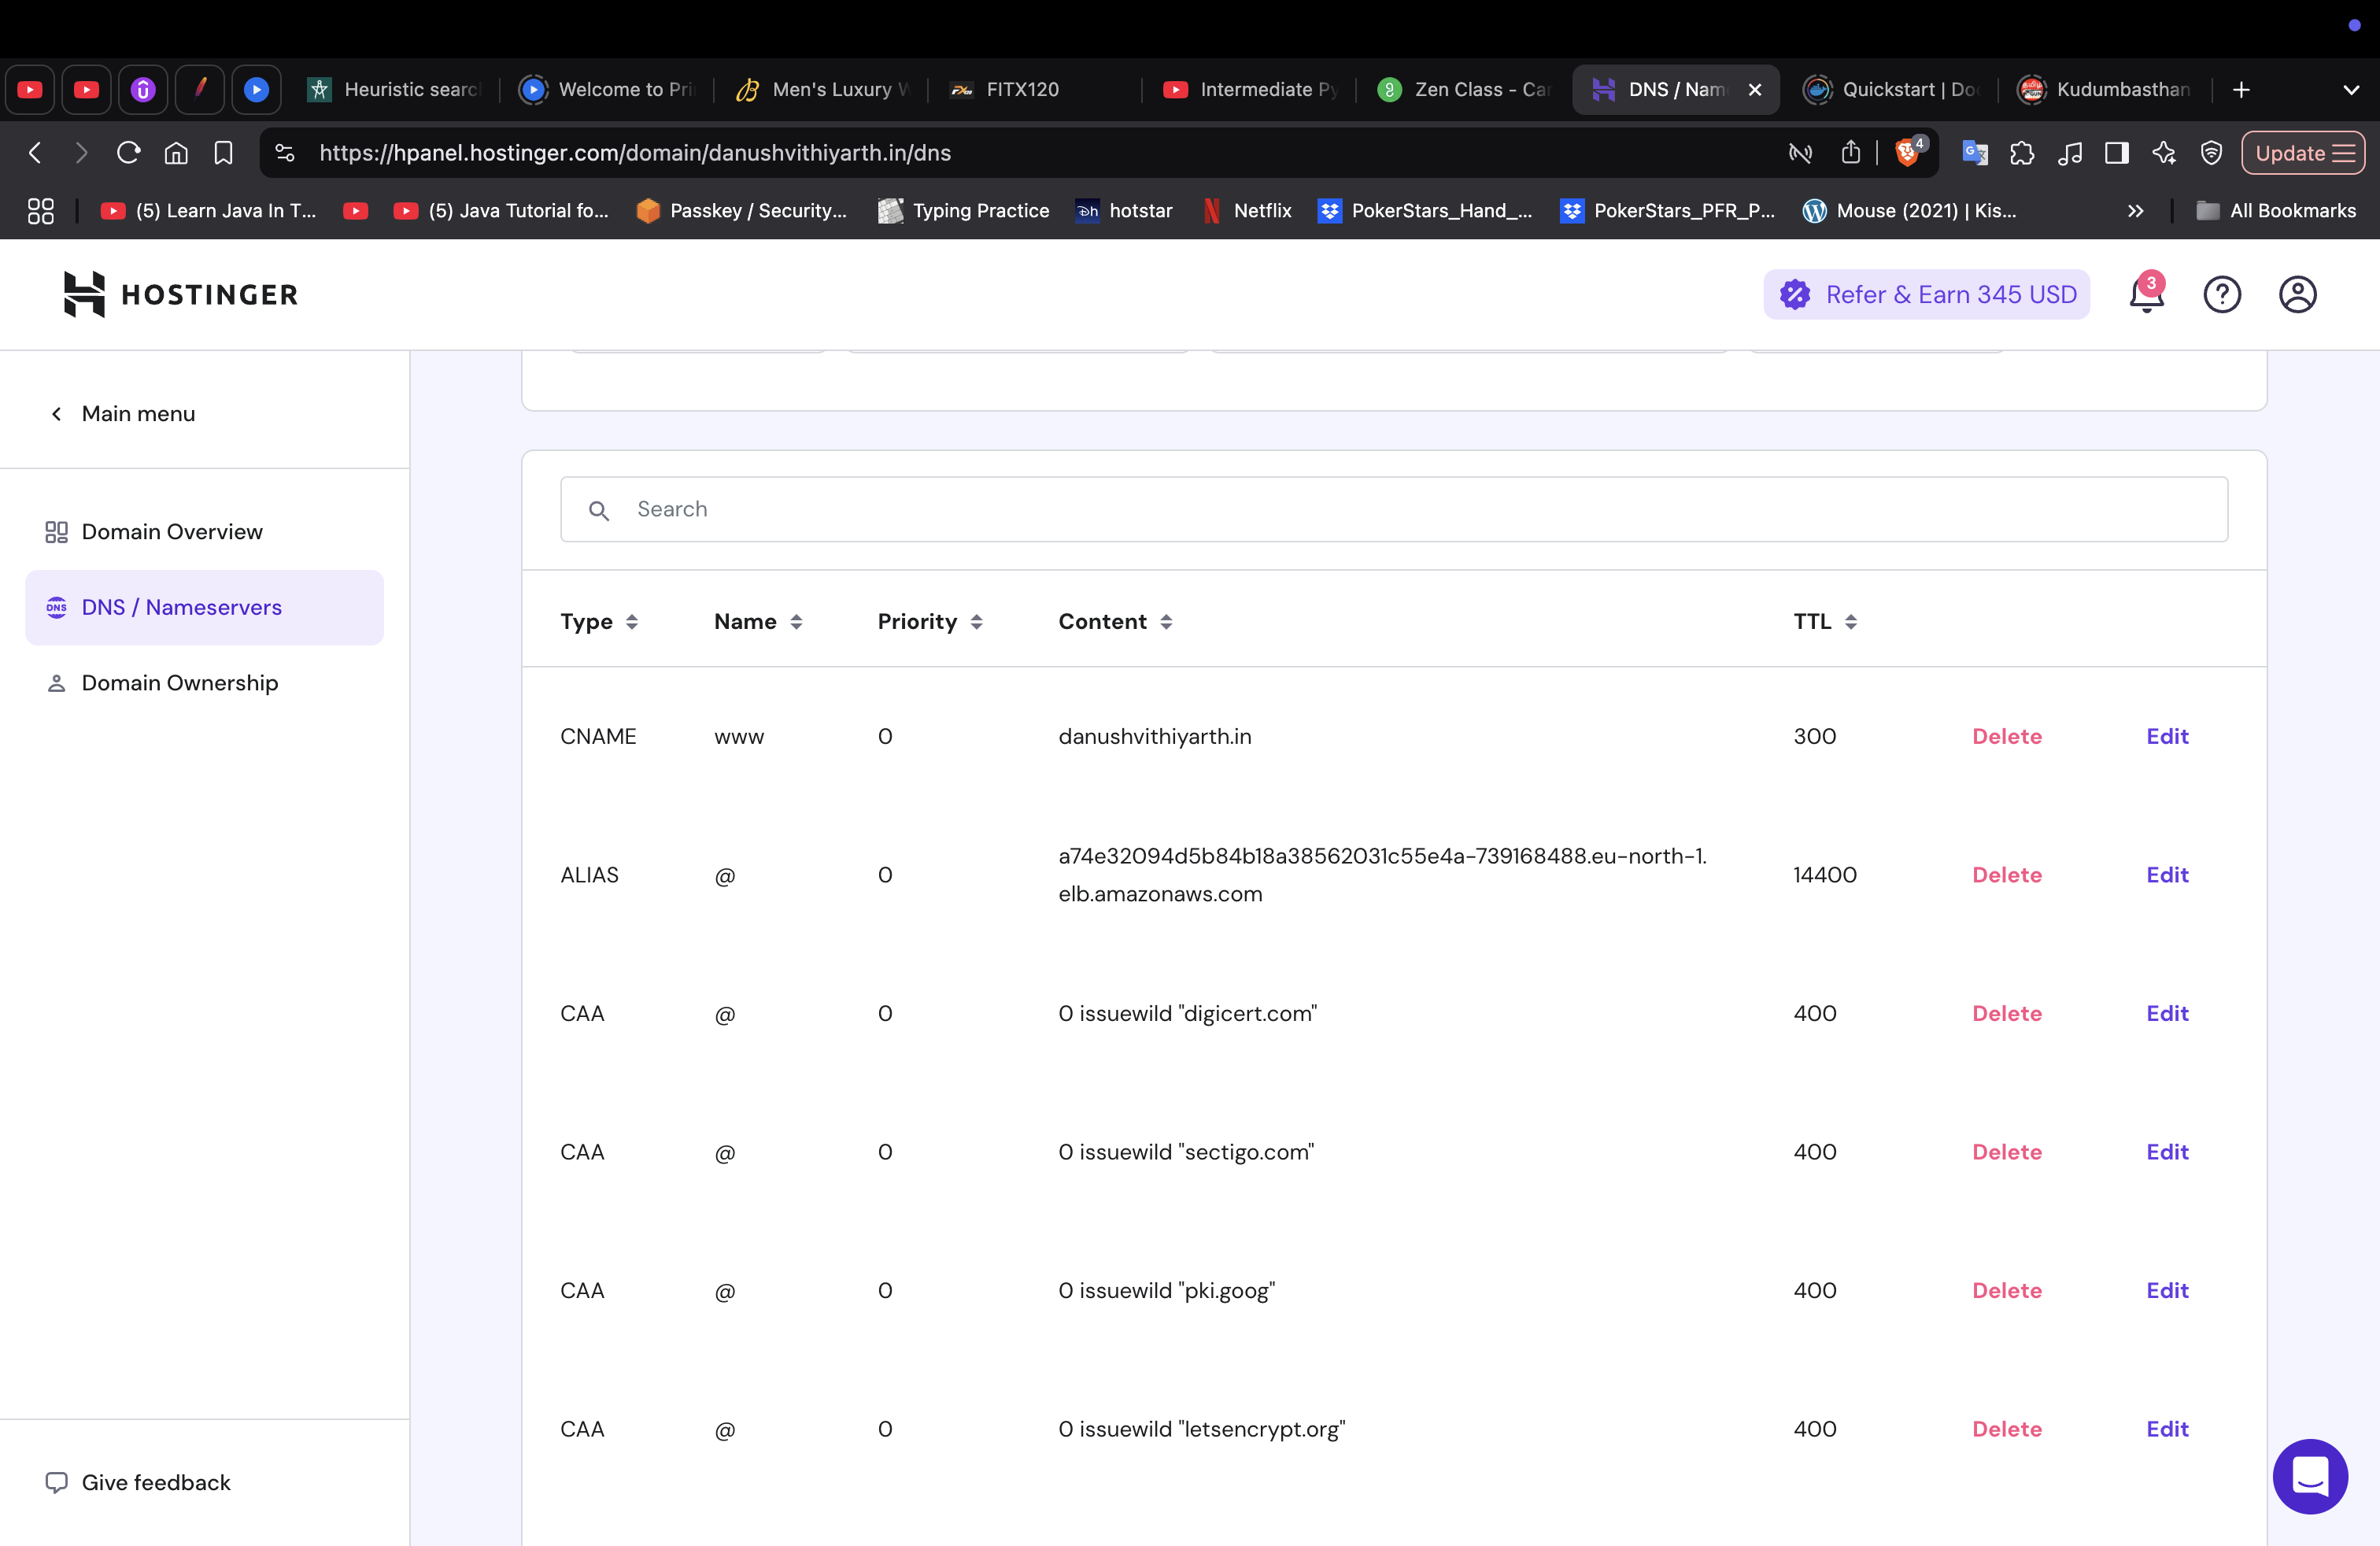 Heuristic searc
Welcome to Pri
Men's Luxury W
FITX120
Intermediate Py
Zen Class - Car
DNS / Nam
Quickstart | Doc
Kudumbasthan
https://hpanel.hostinger.com/domain/danushvithiyarth.in/dns
4
Update
(5) Learn Java In T...
(5) Java Tutorial fo...
Passkey / Security...
Typing Practice
hotstar
Netflix
PokerStars_Hand_...
PokerStars_PFR_P...
Mouse (2021) | Kis...
All Bookmarks
HOSTINGER
Refer & Earn 345 USD
3
Main menu
Domain Overview
DNS
DNS / Nameservers
Domain Ownership
Give feedback
Search
Type Name Priority Content TTL
CNAME www 0 danushvithiyarth.in 300 Delete Edit
ALIAS @ 0 a74e32094d5b84b18a38562031c55e4a-739168488.eu-north-1.
elb.amazonaws.com 14400 Delete Edit
CAA @ 0 0 issuewild "digicert.com" 400 Delete Edit
CAA @ 0 0 issuewild "sectigo.com" 400 Delete Edit
CAA @ 0 0 issuewild "pki.goog" 400 Delete Edit
CAA @ 0 0 issuewild "letsencrypt.org" 400 Delete Edit